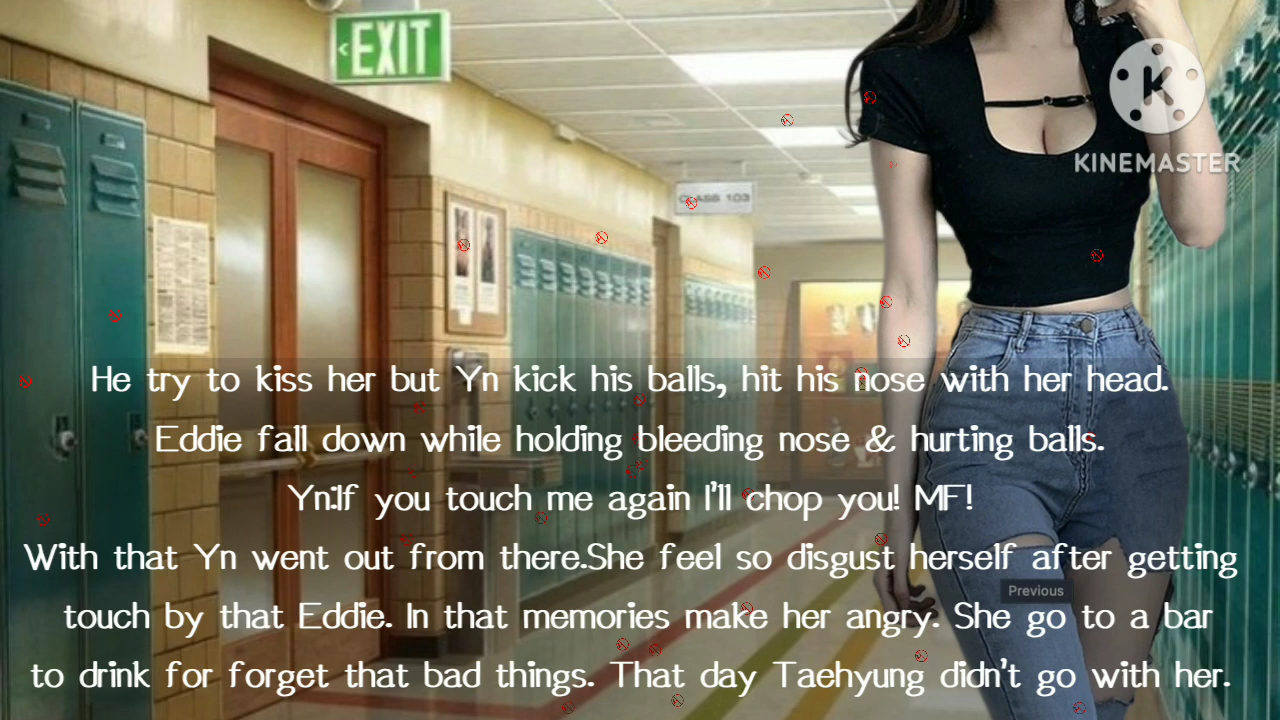 <EXIT
CLASS 103
K
KINEMASTER
He try to kiss her but Yn kick his balls, hit his nose with her head.
Eddie fall down while holding bleeding nose & hurting balls.
Yn:If you touch me again I'll chop you! MF!
With that Yn went out from there.She feel so disgust herself after getting
Previous
touch by that Eddie. In that memories make her angry. She go to a bar
to drink for forget that bad things. That day Taehyung didn't go with her.